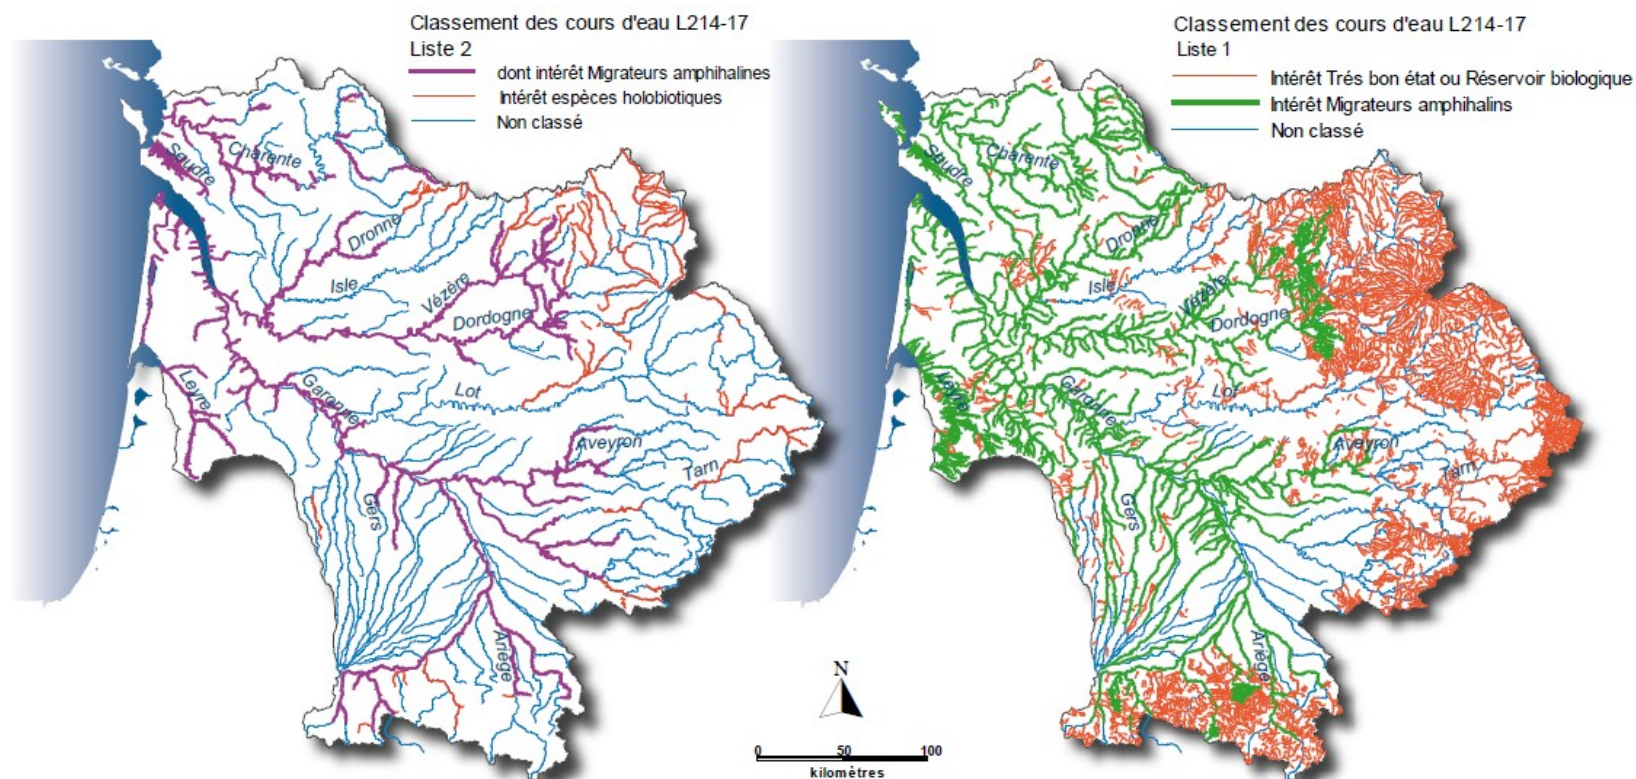 Classement des cours d'eau L214-17
Liste 2
dont intérêt Migrateurs amphihalines
Intérêt espèces holobiotiques
Non classé
Charente
Soudre
Dronne
Isle
Vézère
Dordogne
Leyre
Garonne
Lot
Aveyron
Tarn
Gers
Ariège
Classement des cours d'eau L214-17
Liste 1
Intérêt Trés bon état ou Réservoir biologique
Intérêt Migrateurs amphihalins
Non classé
Charente
Soudre
Dronne
Isle
Vézère
Dordogne
Leyre
Garonne
Lot
Aveyron
Tarn
Gers
Ariège
N
0 50 100
kilomètres